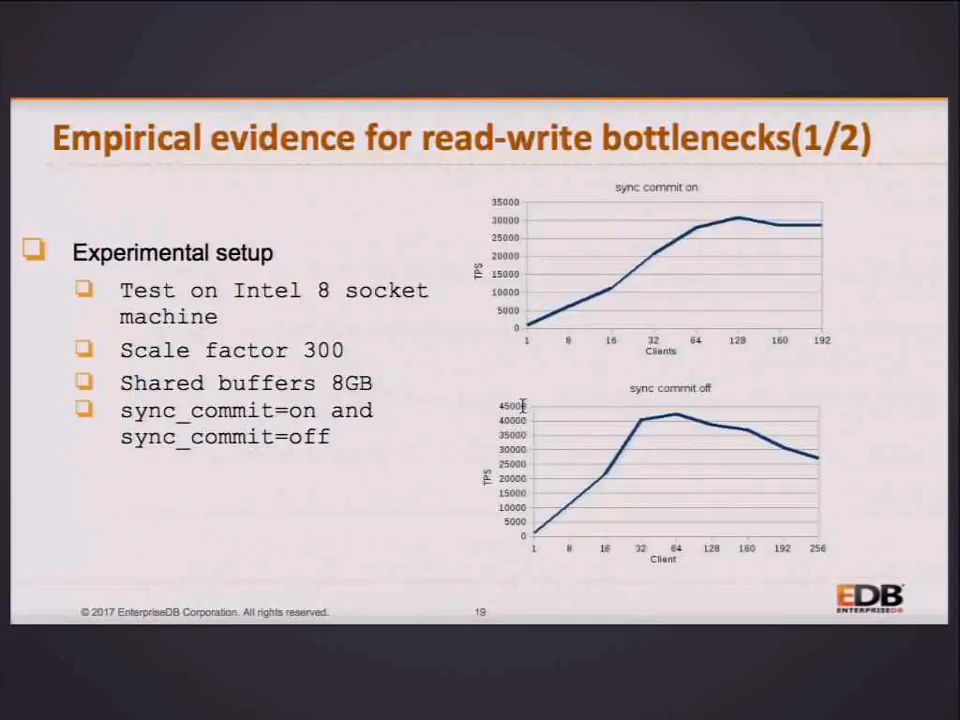 Empirical evidence for read-write bottlenecks(1/2)
Experimental setup
Test on Intel 8 socket
machine
Scale factor 300
Shared buffers 8GB
sync_commit=on and
sync_commit=off
sync commit on
35000
30000
25000
20000
15000
10000
5000
0
TPS
1 8 16 32 64 128 160 192
Clients
sync commit off
45000
40000
35000
30000
25000
20000
15000
10000
5000
0
TPS
1 8 16 32 64 128 160 192 256
Client
© 2017 EnterpriseDB Corporation. All rights reserved.
19
EDB
ENTERPRISEDB